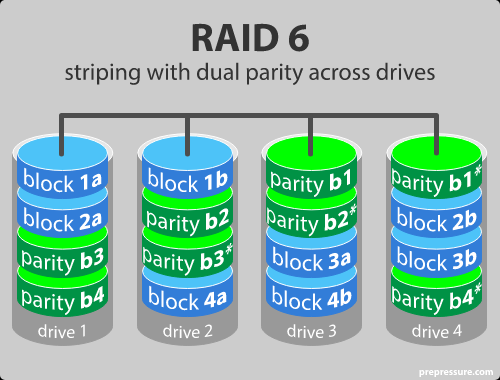 RAID 6
striping with dual parity across drives
block 1a
block 1b
parity b1
parity b1*
block 2a
parity b2
parity b2*
block 2b
parity b3
parity b3*
block 3a
block 3b
parity b4
block 4a
block 4b
parity b4*
drive 1
drive 2
drive 3
drive 4
prepressure.com